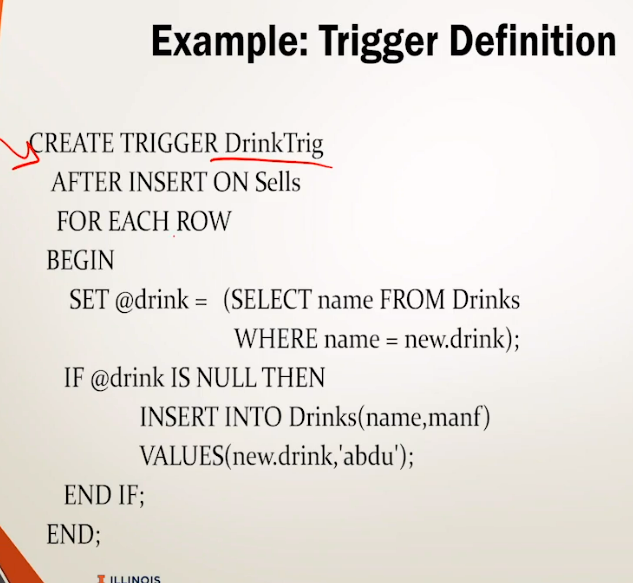 Example: Trigger Definition
CREATE TRIGGER DrinkTrig
AFTER INSERT ON Sells
FOR EACH ROW
BEGIN
SET @drink = (SELECT name FROM Drinks
WHERE name = new.drink);
IF @drink IS NULL THEN
INSERT INTO Drinks(name,manf)
VALUES(new.drink,'abdu');
END IF;
END;
I ILLINOIS